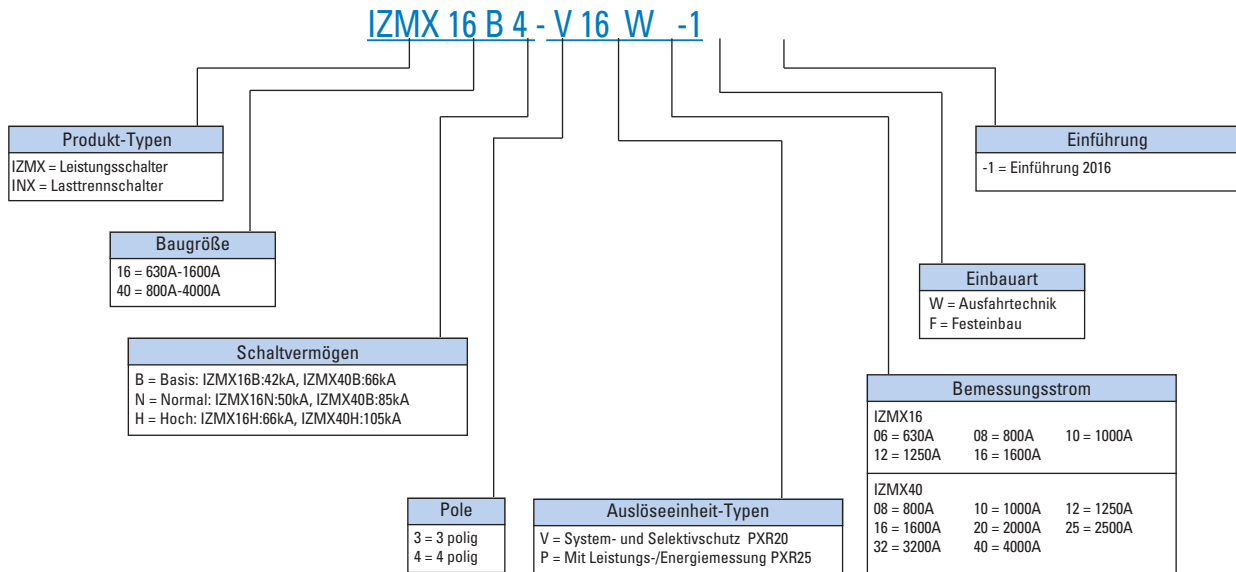 IZMX 16 B 4 - V 16 W -1
Produkt-Typen
IZMX = Leistungsschalter
INX = Lasttrennschalter
Baugröße
16 = 630A-1600A
40 = 800A-4000A
Schaltvermögen
B = Basis: IZMX16B:42kA, IZMX40B:66kA
N = Normal: IZMX16N:50kA, IZMX40B:85kA
H = Hoch: IZMX16H:66kA, IZMX40H:105kA
Pole
3 = 3 polig
4 = 4 polig
Auslöseeinheit-Typen
V = System- und Selektivschutz PXR20
P = Mit Leistungs-/Energiemessung PXR25
Bemessungsstrom
IZMX16
06 = 630A 08 = 800A 10 = 1000A
12 = 1250A 16 = 1600A
IZMX40
08 = 800A 10 = 1000A 12 = 1250A
16 = 1600A 20 = 2000A 25 = 2500A
32 = 3200A 40 = 4000A
Einbauart
W = Ausfahrtechnik
F = Festeinbau
Einführung
-1 = Einführung 2016